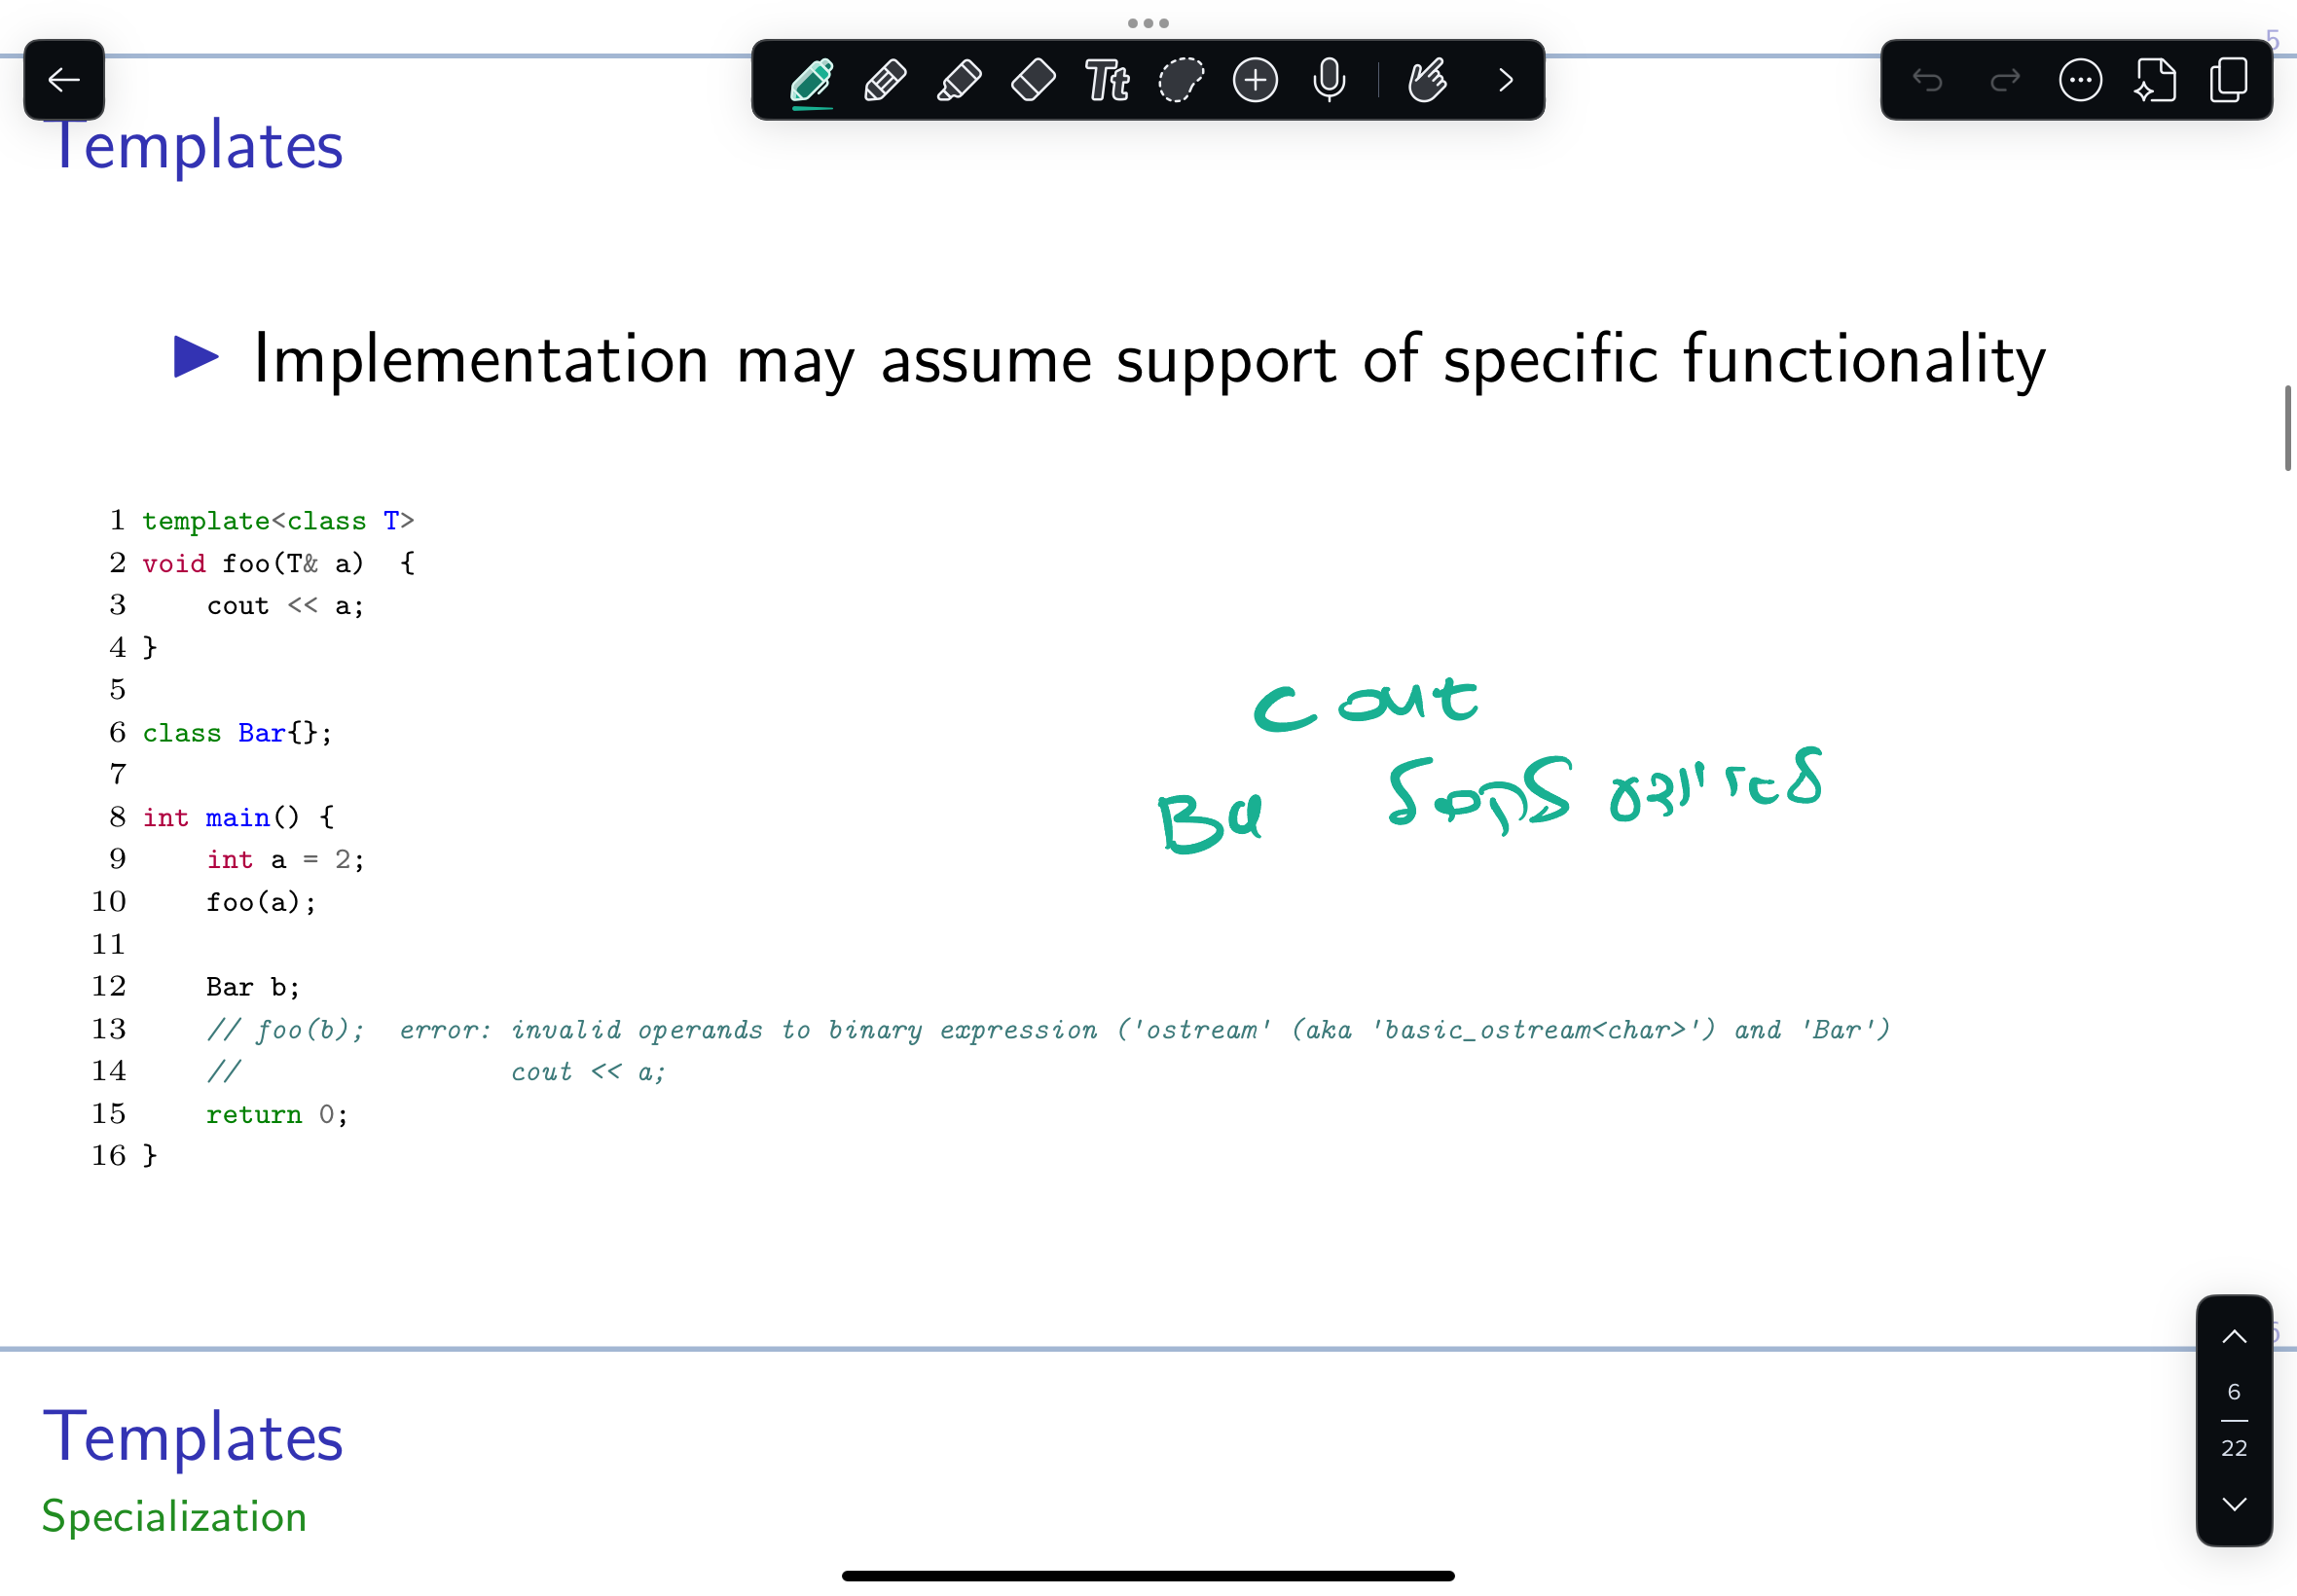 5
Templates
Tt
▶ Implementation may assume support of specific functionality
1 template<class T>
2 void foo(T& a)  {
3     cout << a;
4 }
5
6 class Bar{};
7
8 int main() {
9     int a = 2;
10     foo(a);
11
12     Bar b;
13     // foo(b);  error: invalid operands to binary expression ('ostream' (aka 'basic_ostream<char>') and 'Bar')
14     //                 cout << a;
15     return 0;
16 }
cout
6
22
Templates
Specialization